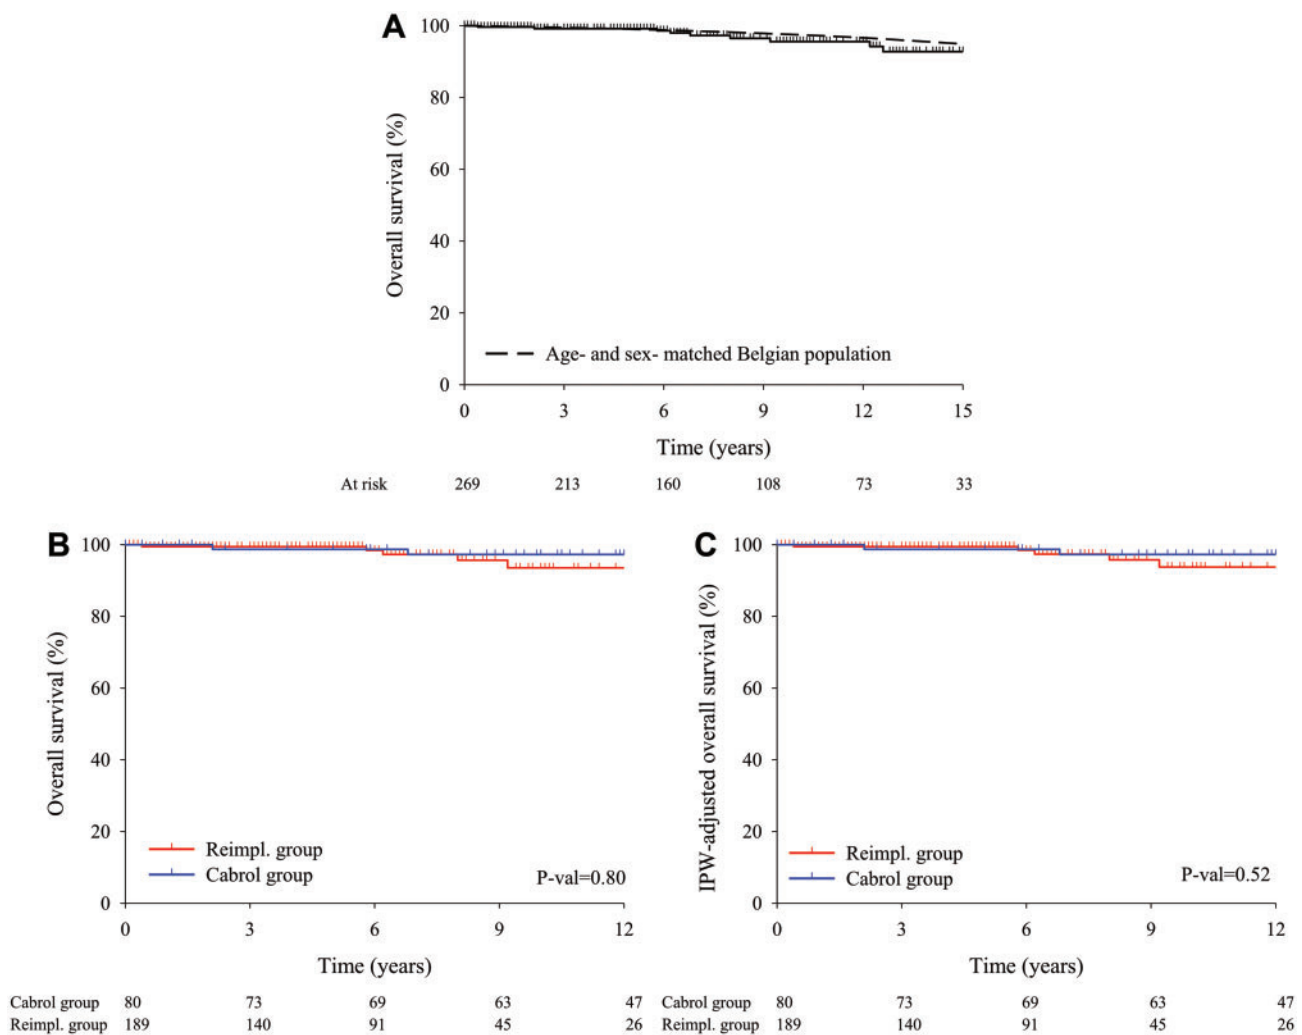 A
Overall survival (%)
100
80
60
40
20
0
Age- and sex- matched Belgian population
0 3 6 9 12 15
Time (years)
At risk 269 213 160 108 73 33
B
Overall survival (%)
100
80
60
40
20
0
Reimpl. group
Cabrol group
P-val=0.80
0 3 6 9 12
Time (years)
Cabrol group 80 73 69 63 47
Reimpl. group 189 140 91 45 26
C
IPW-adjusted overall survival (%)
100
80
60
40
20
0
Reimpl. group
Cabrol group
P-val=0.52
0 3 6 9 12
Time (years)
Cabrol group 80 73 69 63 47
Reimpl. group 189 140 91 45 26